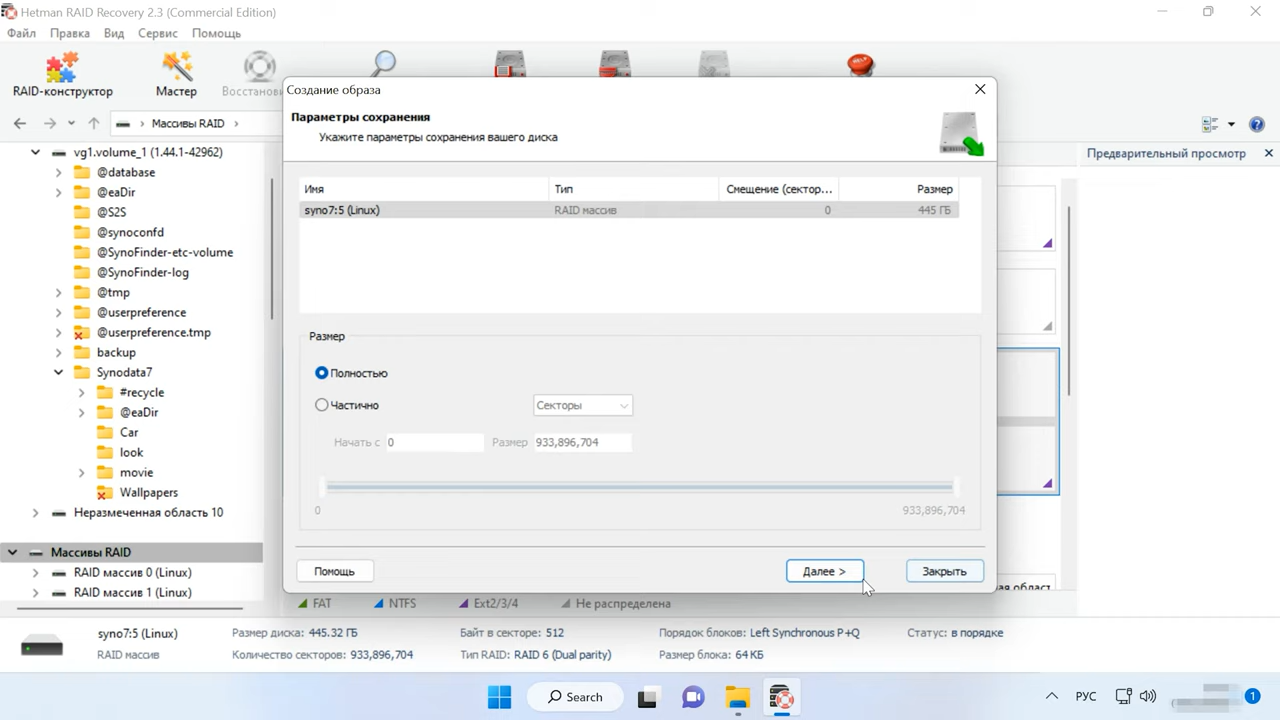 Hetman RAID Recovery 2.3 (Commercial Edition)
Файл Правка Вид Сервис Помощь
RAID-конструктор Мастер
Массивы RAID
Предварительный просмотр
vg1.volume_1 (1.44.1-42962)
@database
@eaDir
@S2S
@synoconfd
@SynoFinder-etc-volume
@SynoFinder-log
@tmp
@userpreference
@userpreference.tmp
backup
Synodata7
#recycle
@eaDir
Car
look
movie
Wallpapers
Неразмеченная область 10
Массивы RAID
RAID массив 0 (Linux)
RAID массив 1 (Linux)
Создание образа
Параметры сохранения
Укажите параметры сохранения вашего диска
Имя Тип Смещение (сектор... Размер
syno7:5 (Linux) RAID массив 0 445 ГБ
Размер
Полностью
Частично Секторы
Начать с 0 Размер 933,896,704
0 933,896,704
Помощь Далее > Закрыть
FAT NTFS Ext2/3/4 Не распределена
syno7:5 (Linux) Размер диска: 445.32 ГБ Байт в секторе: 512 Порядок блоков: Left Synchronous P+Q Статус: в порядке
RAID массив Количество секторов: 933,896,704 Тип RAID: RAID 6 (Dual parity) Размер блока: 64 КБ
Search РУС 1